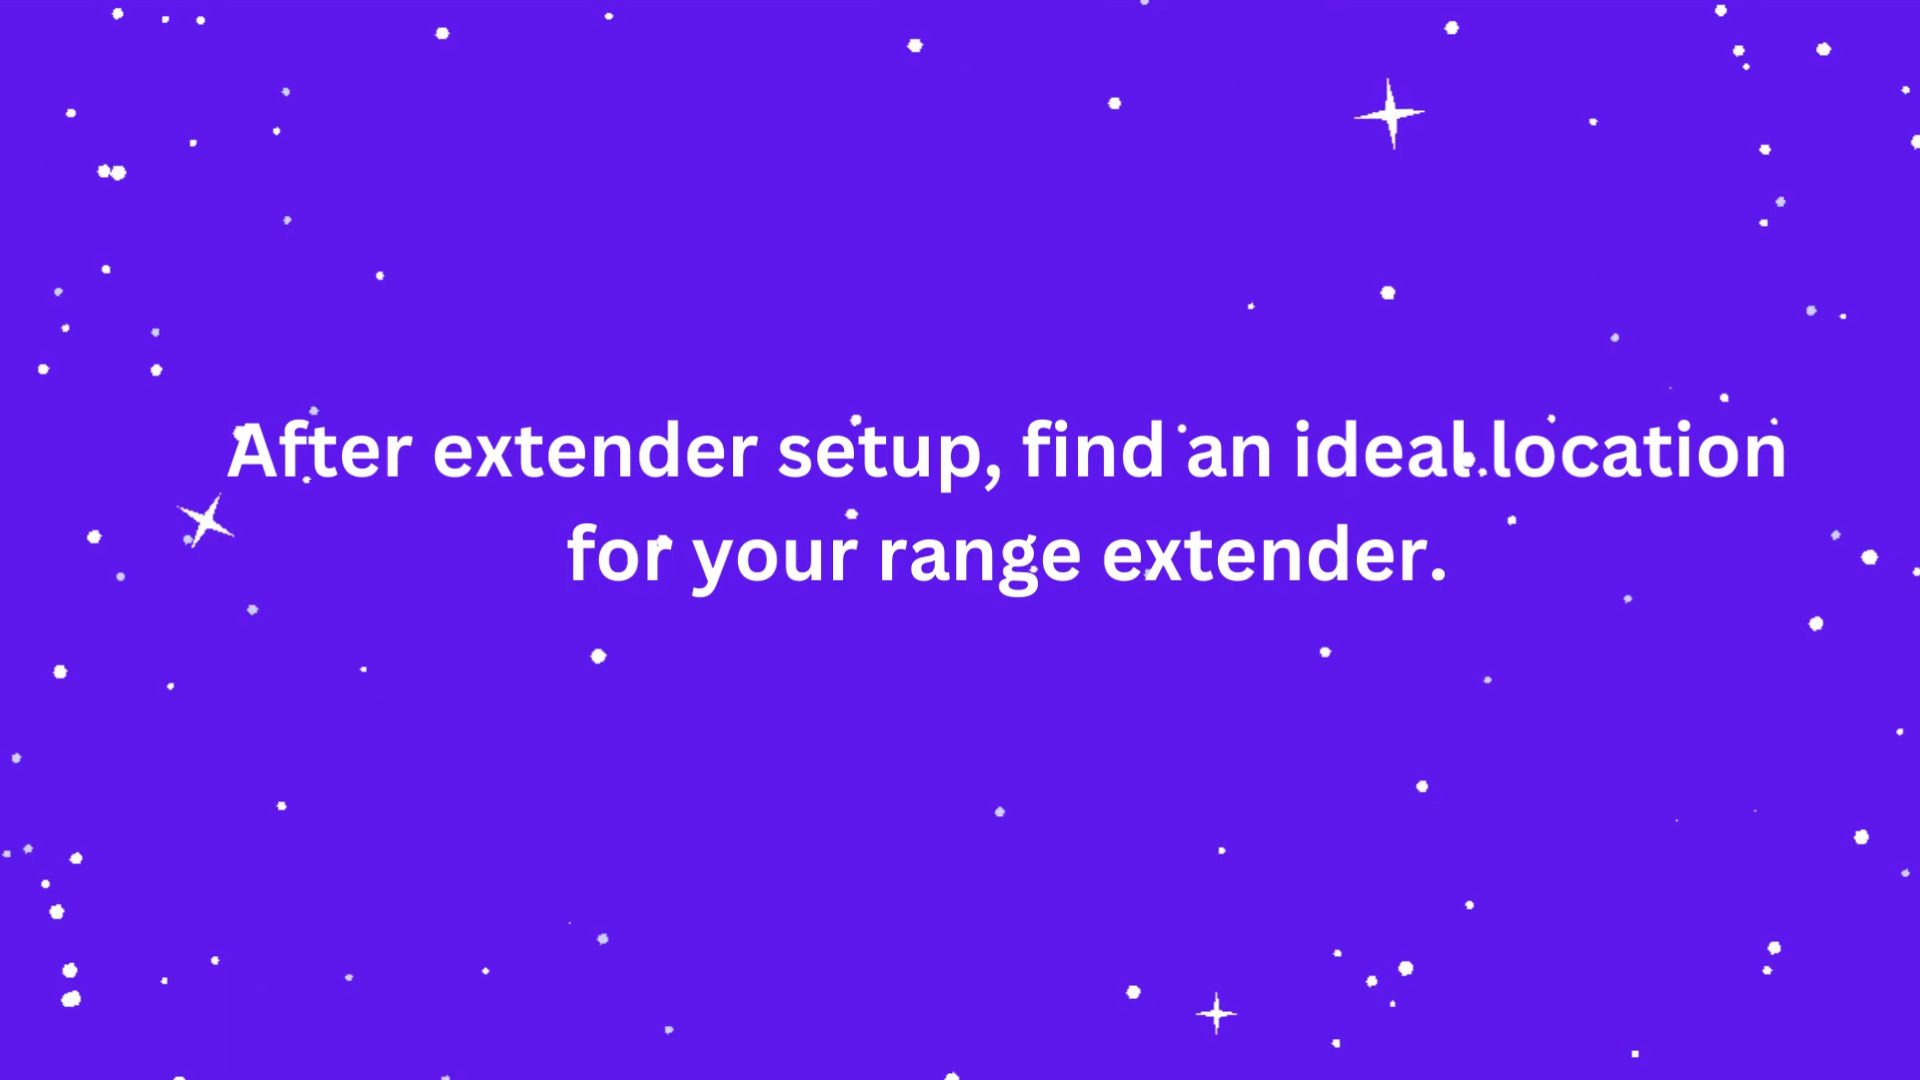 After extender setup, find an ideal location
for your range extender.